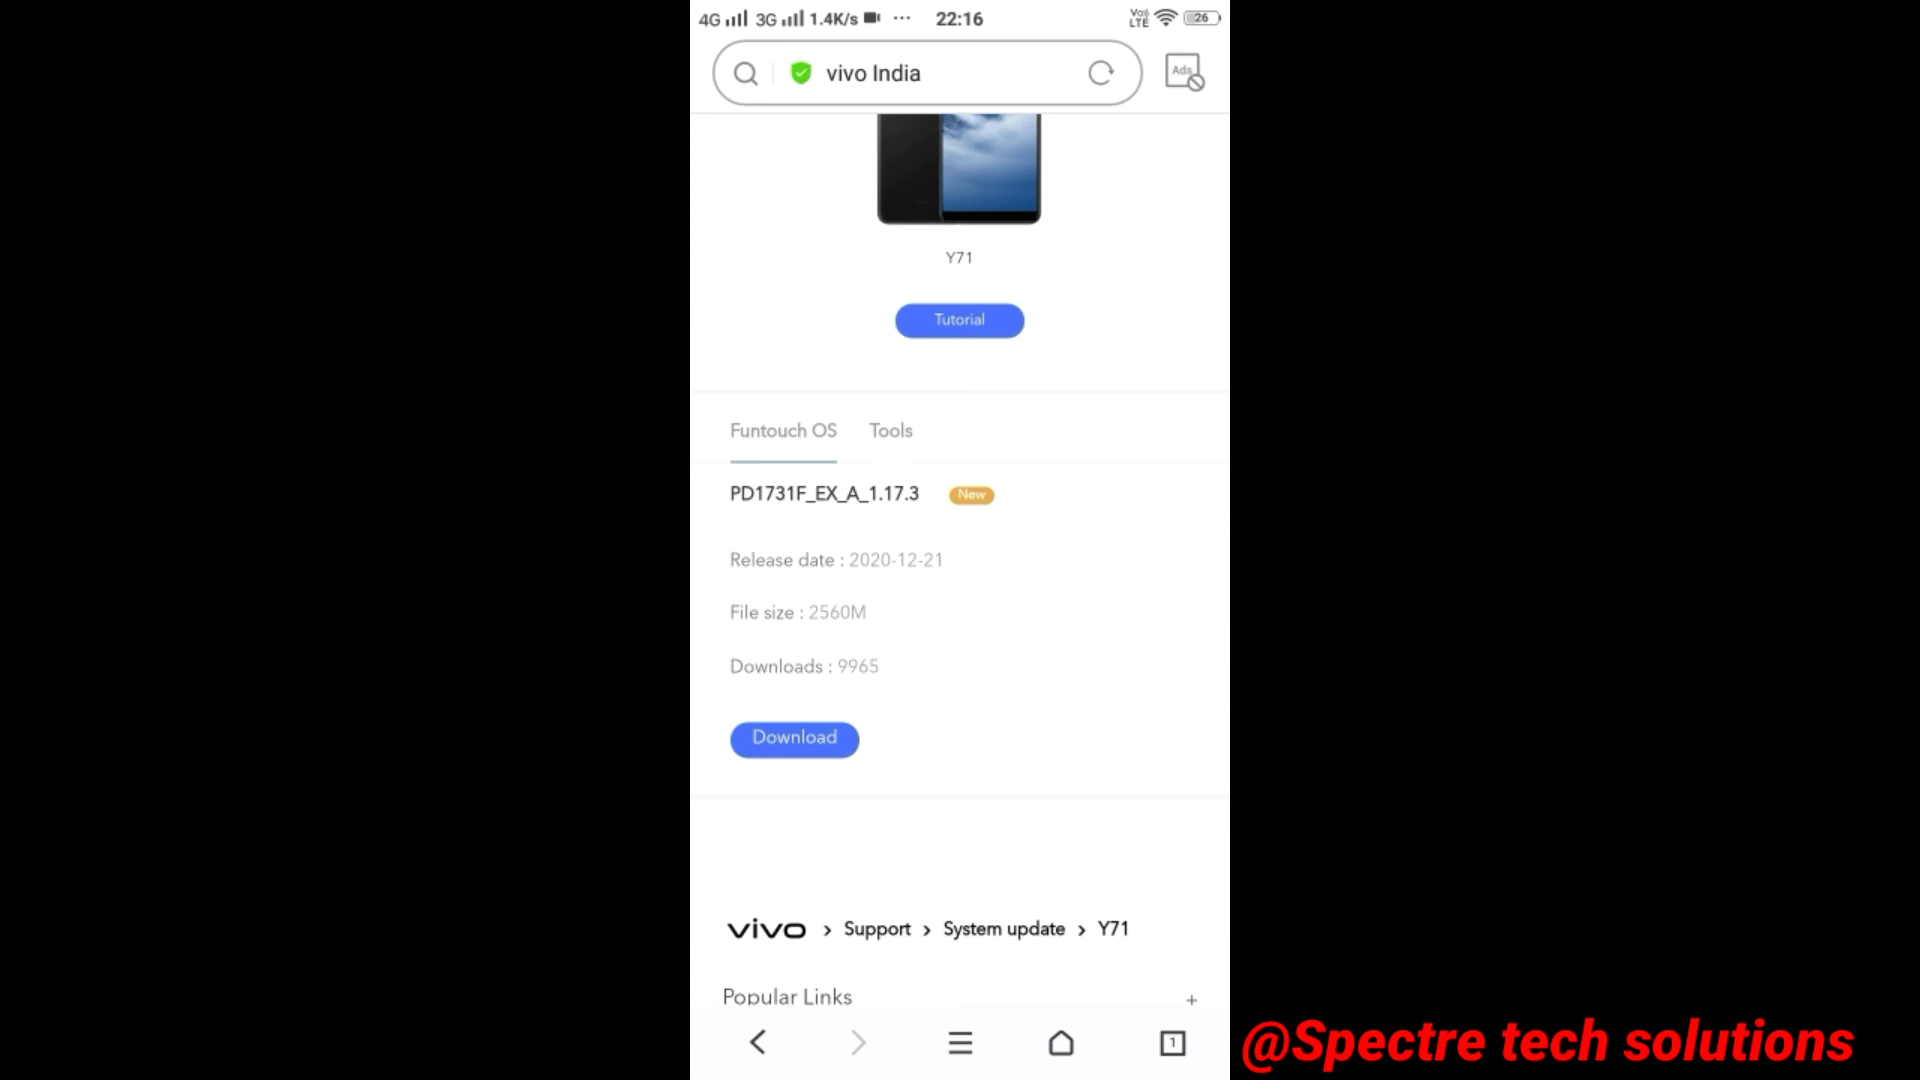 4G 3G 1.4K/s ... 22:16 Vo) LTE 26
vivo India Ads
Y71
Tutorial
Funtouch OS Tools
PD1731F_EX_A_1.17.3 New
Release date : 2020-12-21
File size : 2560M
Downloads : 9965
Download
vivo > Support > System update > Y71
Popular Links +
1
@Spectre tech solutions